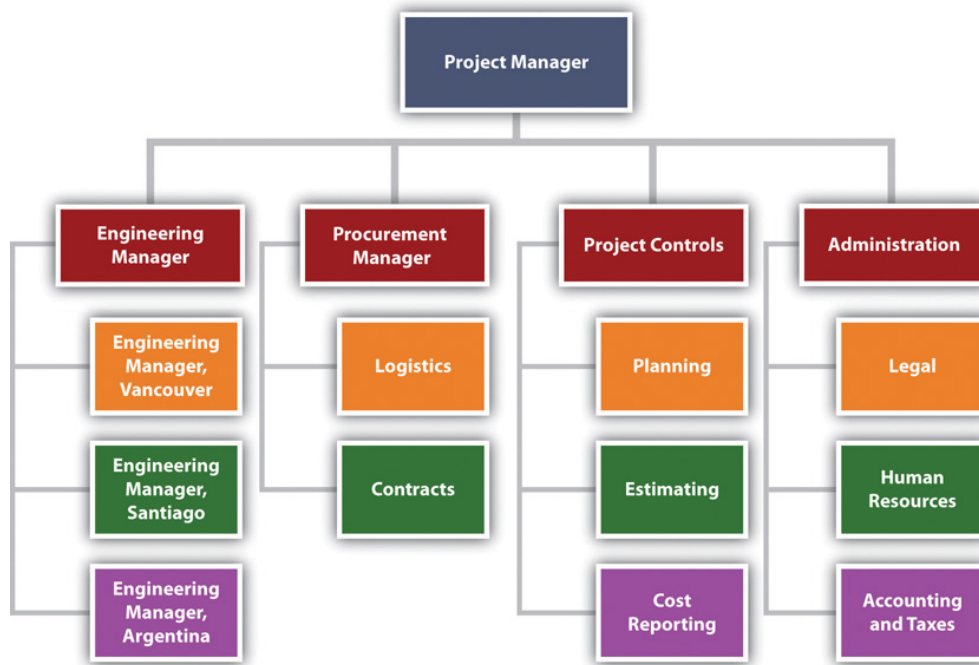 Project Manager
Engineering
Manager
Procurement
Manager
Project Controls
Administration
Engineering
Manager,
Vancouver
Logistics
Planning
Legal
Engineering
Manager,
Santiago
Contracts
Estimating
Human
Resources
Engineering
Manager,
Argentina
Cost
Reporting
Accounting
and Taxes